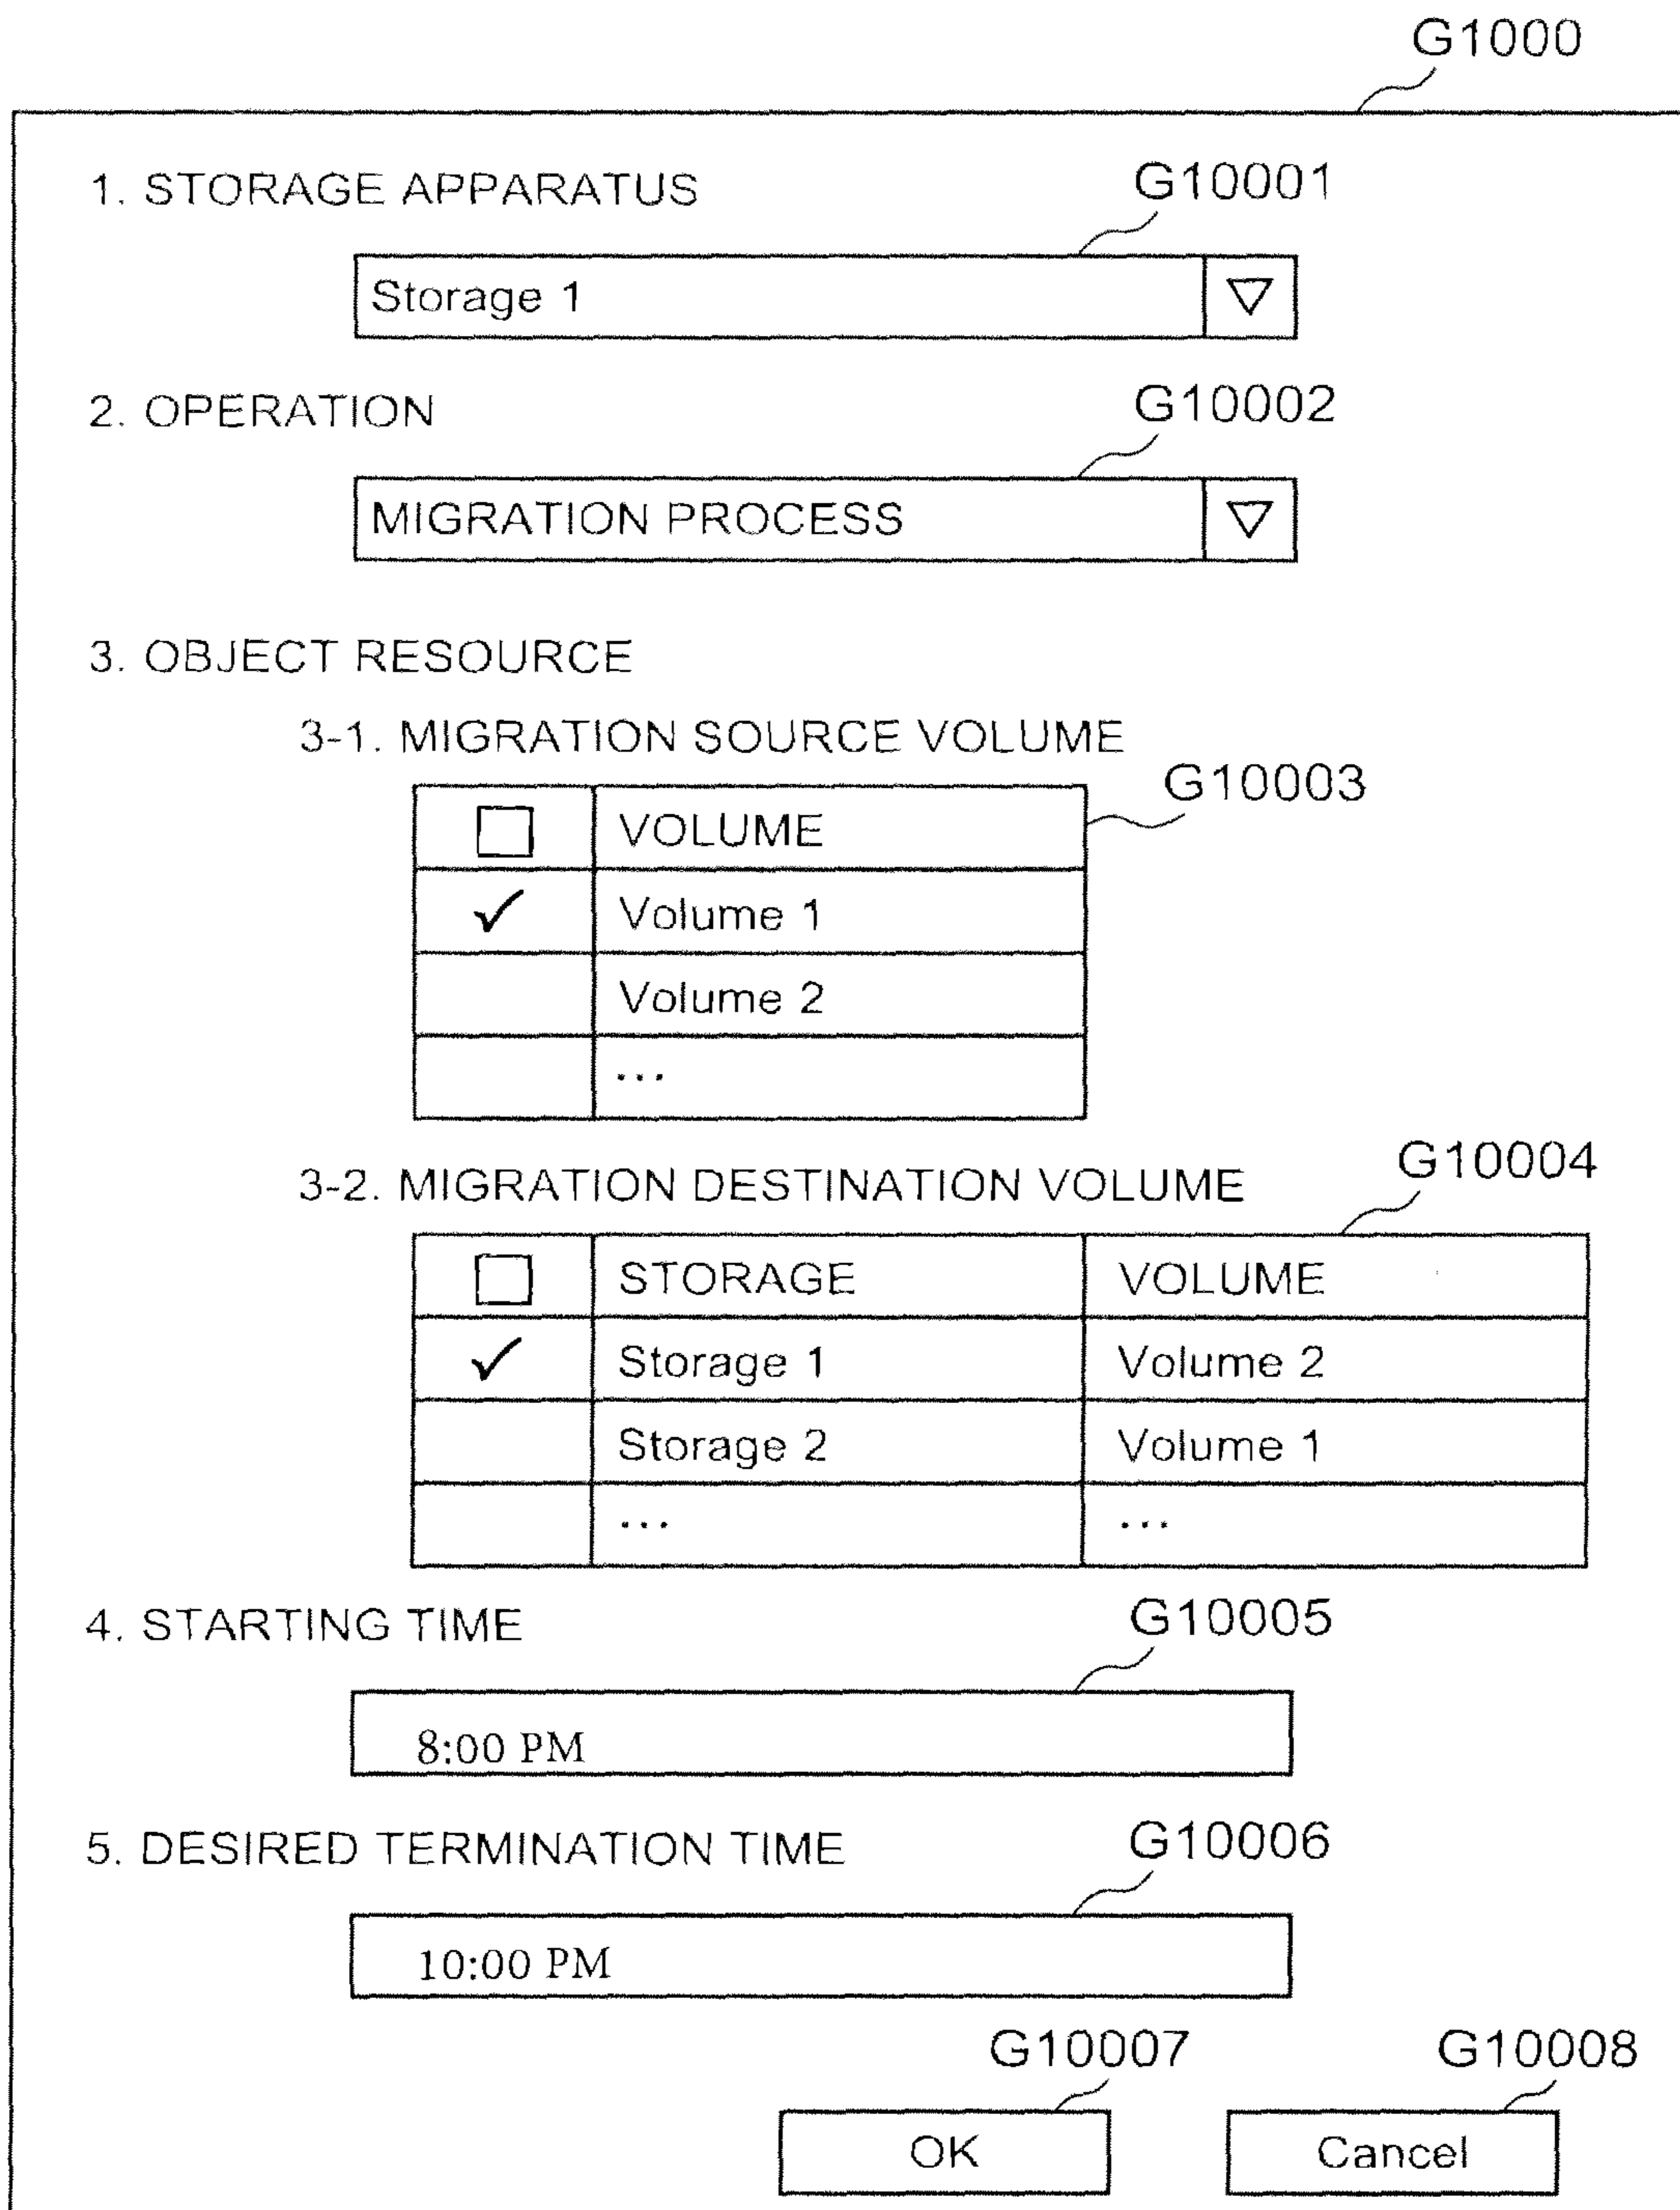 G1000
1. STORAGE APPARATUS
G10001
Storage 1
2. OPERATION
G10002
MIGRATION PROCESS
3. OBJECT RESOURCE
3-1. MIGRATION SOURCE VOLUME
G10003
VOLUME
✓ Volume 1
Volume 2
...
3-2. MIGRATION DESTINATION VOLUME
G10004
STORAGE VOLUME
✓ Storage 1 Volume 2
Storage 2 Volume 1
... ...
4. STARTING TIME
G10005
8:00 PM
5. DESIRED TERMINATION TIME
G10006
10:00 PM
G10007 G10008
OK Cancel